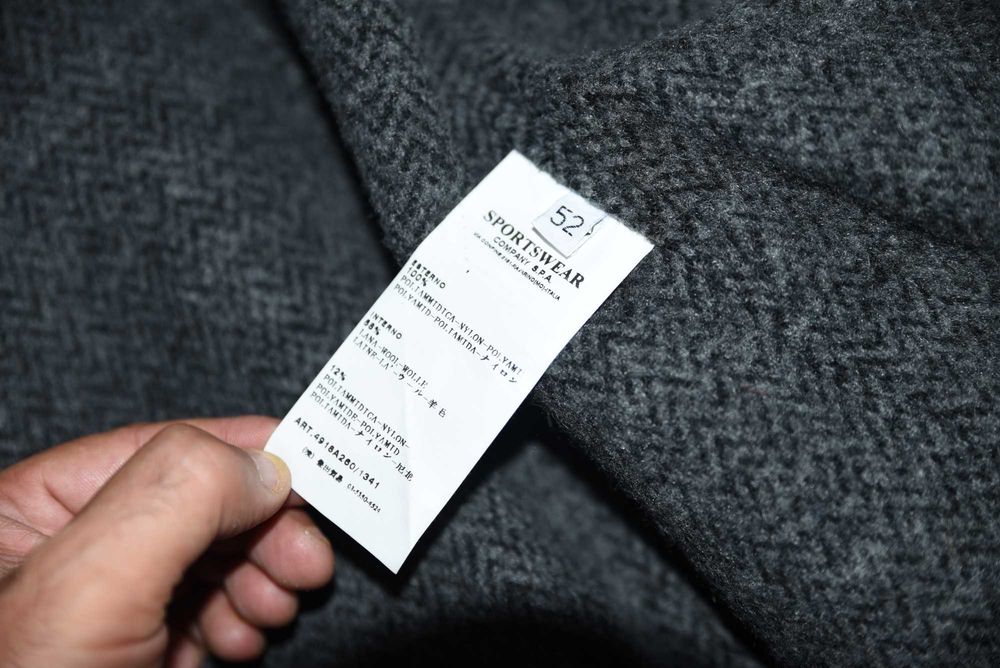 52
SPORTSWEAR
COMPANY S.P.A.
ESTERNO
100%
POLIAMMIDICA-NYLON-POLYAMI
POLYAMID-POLIAMIDA-ナイロン
INTERNO
88%
LANA-WOOL-WOLLE
LAINE-LA-ウール-羊毛
12%
POLIAMMIDICA-NYLON-
POLYAMIDE-POLYAMID
POLIAMIDA-ナイロン-尼龙
ART.4918A260/1341